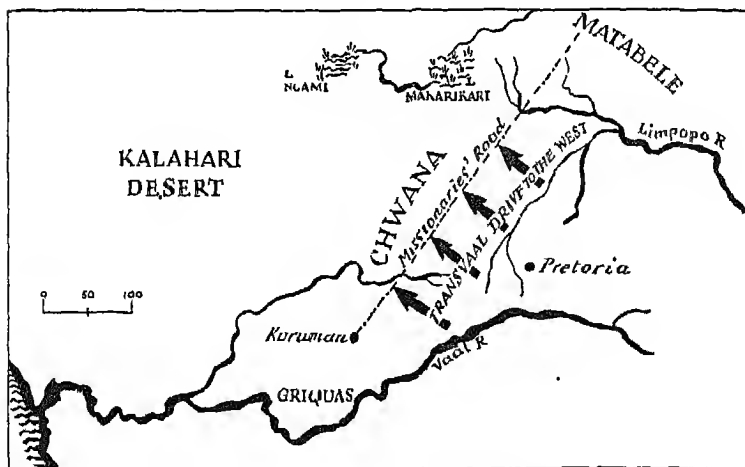 MATABELE
L
NGAMI
L
MAKARIKARI
Limpopo R
KALAHARI
DESERT
CHWANA
Missionaries' Road
TRANSVAAL DRIVE TO THE WEST
Pretoria
0 50 100
Kuruman
Vaal R
GRIQUAS